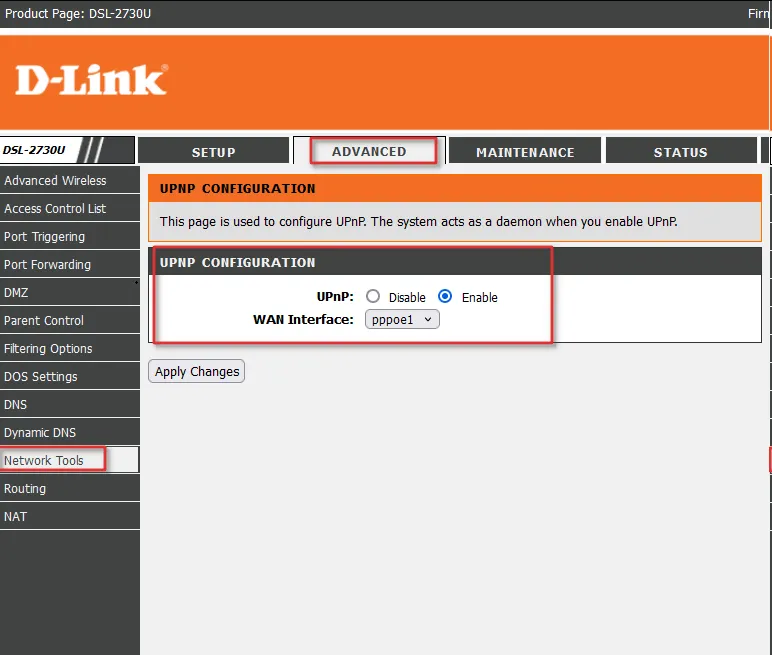 Product Page: DSL-2730U
Firm
D-Link
DSL-2730U
SETUP
ADVANCED
MAINTENANCE
STATUS
Advanced Wireless
Access Control List
Port Triggering
Port Forwarding
DMZ
Parent Control
Filtering Options
DOS Settings
DNS
Dynamic DNS
Network Tools
Routing
NAT
UPNP CONFIGURATION
This page is used to configure UPnP. The system acts as a daemon when you enable UPnP.
UPNP CONFIGURATION
UPnP: Disable Enable
WAN Interface: pppoe1
Apply Changes